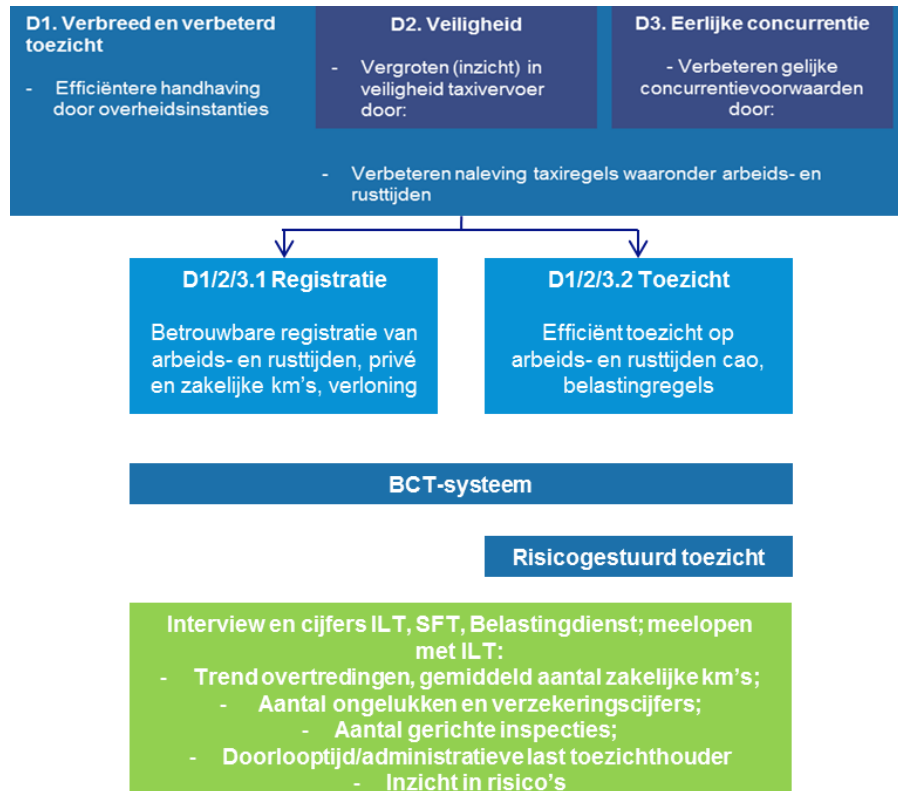 D1. Verbreed en verbeterd
toezicht
- Efficiëntere handhaving
door overheidsinstanties
D2. Veiligheid
- Vergroten (inzicht) in
veiligheid taxivervoer
door:
D3. Eerlijke concurrentie
- Verbeteren gelijke
concurrentievoorwaarden
door:
- Verbeteren naleving taxiregels waaronder arbeids- en
rusttijden
D1/2/3.1 Registratie
Betrouwbare registratie van
arbeids- en rusttijden, privé
en zakelijke km's, verloning
D1/2/3.2 Toezicht
Efficiënt toezicht op
arbeids- en rusttijden cao,
belastingregels
BCT-systeem
Risicogestuurd toezicht
Interview en cijfers ILT, SFT, Belastingdienst; meelopen
met ILT:
- Trend overtredingen, gemiddeld aantal zakelijke km's;
- Aantal ongelukken en verzekeringscijfers;
- Aantal gerichte inspecties;
- Doorlooptijd/administratieve last toezichthouder
- Inzicht in risico's